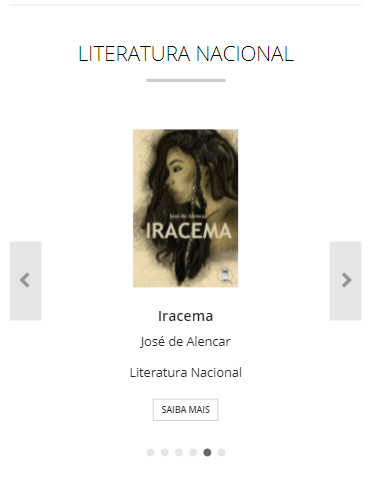 LITERATURA NACIONAL
José de Alencar
IRACEMA
Iracema
José de Alencar
Literatura Nacional
SAIBA MAIS